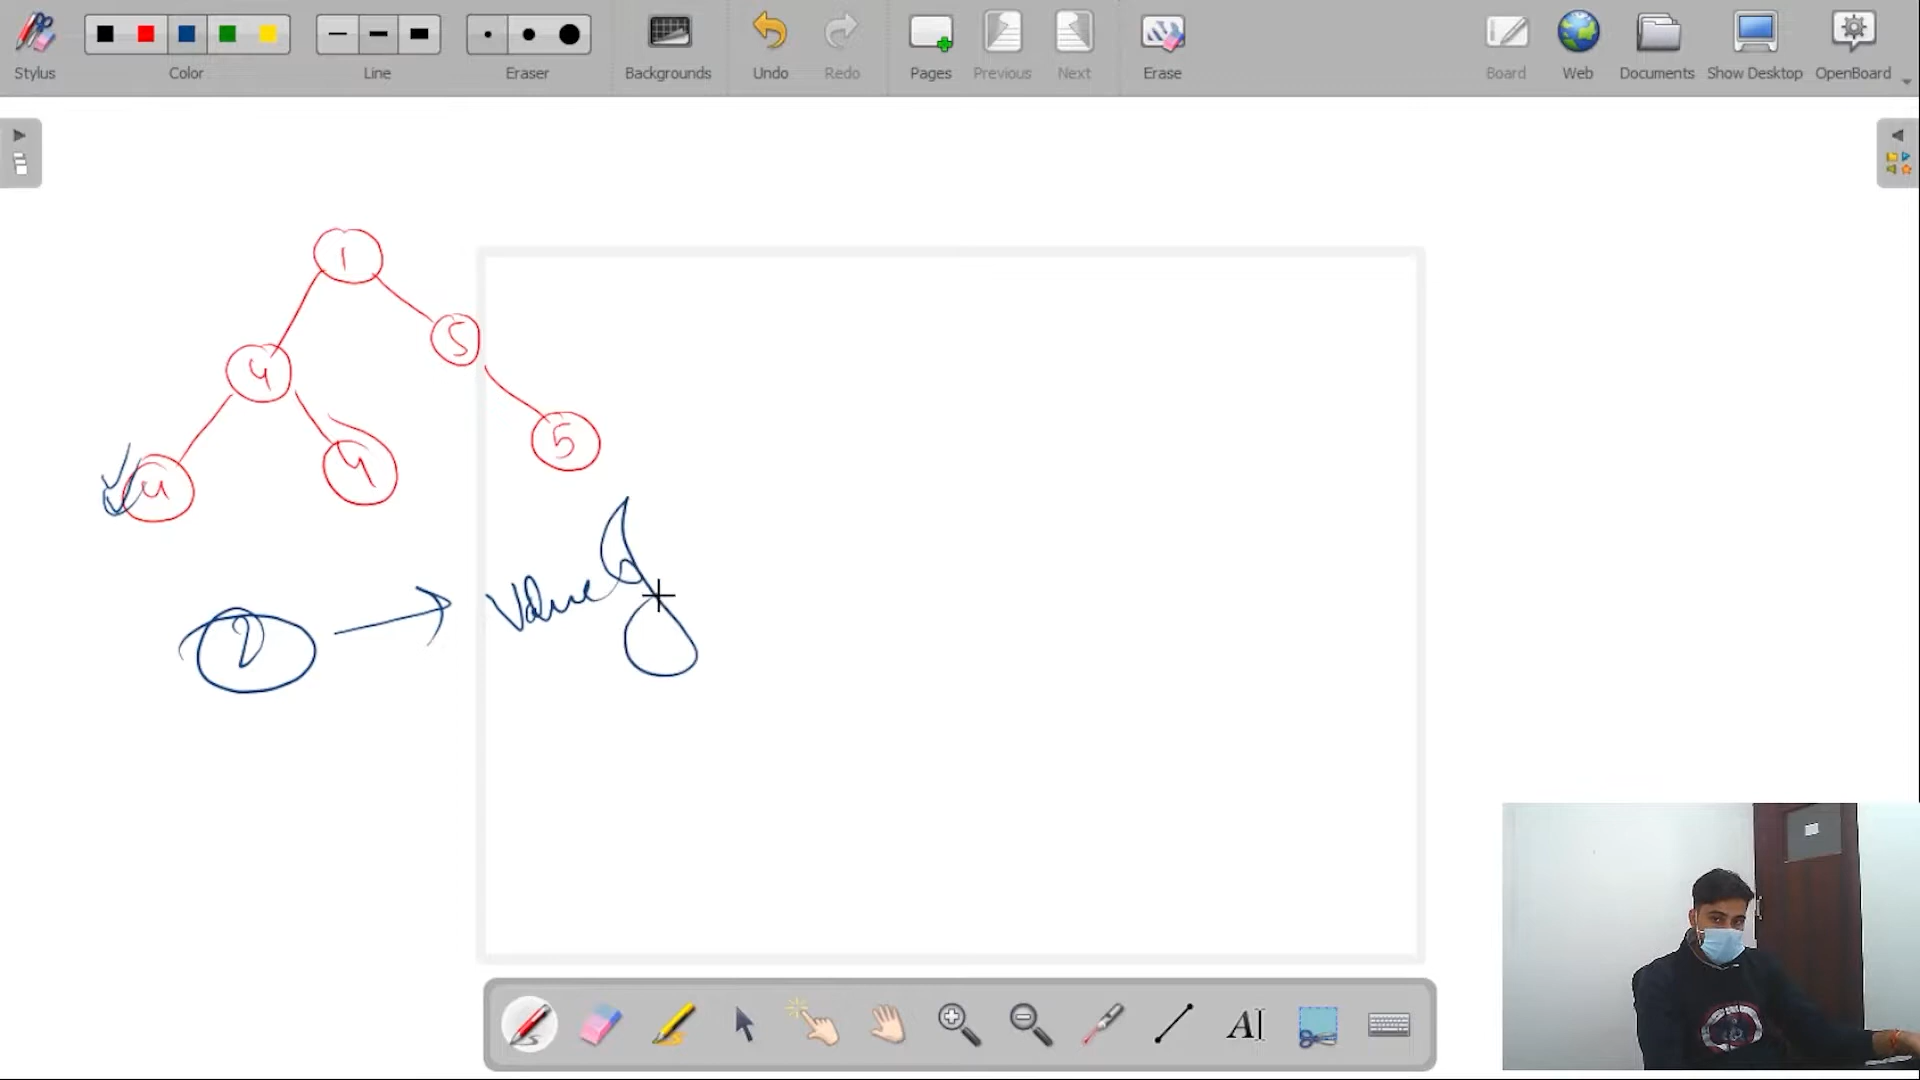 Stylus
Color
Line
Eraser
Backgrounds
Undo
Redo
Pages
Previous
Next
Erase
Board
Web
Documents
Show Desktop
OpenBoard
1
4
5
4
4
5
Value
A